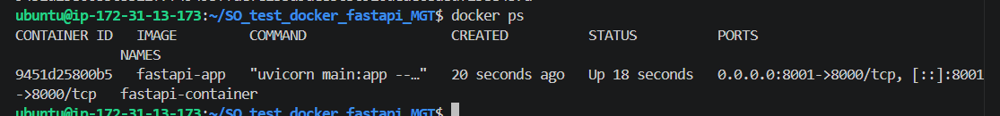 ubuntu@ip-172-31-13-173:~/SO_test_docker_fastapi_MGT$ docker ps
CONTAINER ID   IMAGE         COMMAND                  CREATED          STATUS          PORTS
             NAMES
9451d25800b5   fastapi-app   "uvicorn main:app --…"   20 seconds ago   Up 18 seconds   0.0.0.0:8001->8000/tcp, [::]:8001
->8000/tcp   fastapi-container
ubuntu@ip-172-31-13-173:~/SO_test_docker_fastapi_MGT$